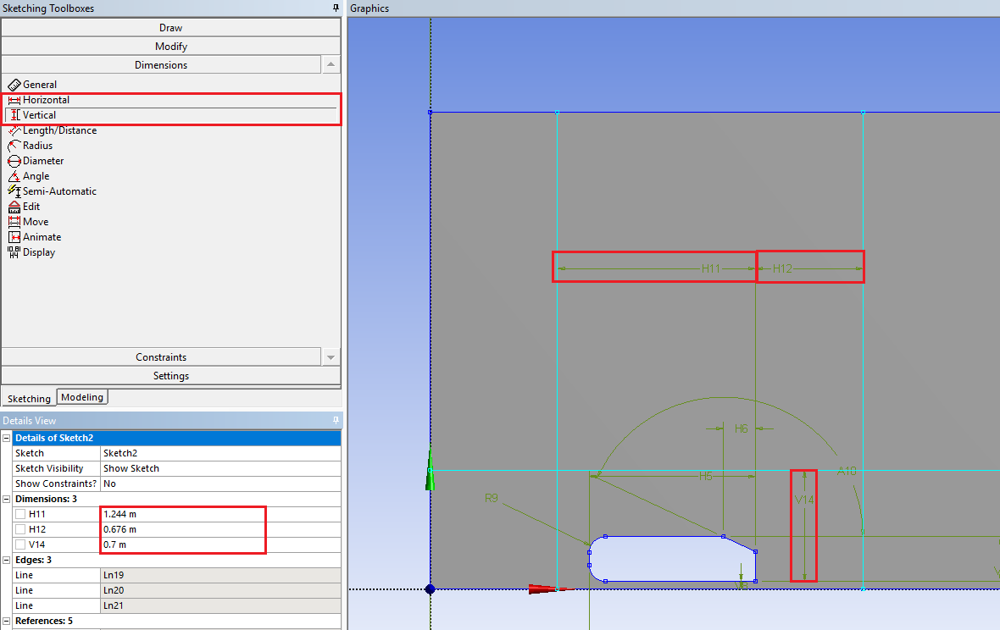 Sketching Toolboxes
Graphics
Draw
Modify
Dimensions
General
Horizontal
Vertical
Length/Distance
Radius
Diameter
Angle
Semi-Automatic
Edit
Move
Animate
Display
Constraints
Settings
Sketching Modeling
Details View
Details of Sketch2
Sketch Sketch2
Sketch Visibility Show Sketch
Show Constraints? No
Dimensions: 3
H11 1.244 m
H12 0.676 m
V14 0.7 m
Edges: 3
Line Ln19
Line Ln20
Line Ln21
References: 5
H11 H12
H6
A10
H5
R9
V14